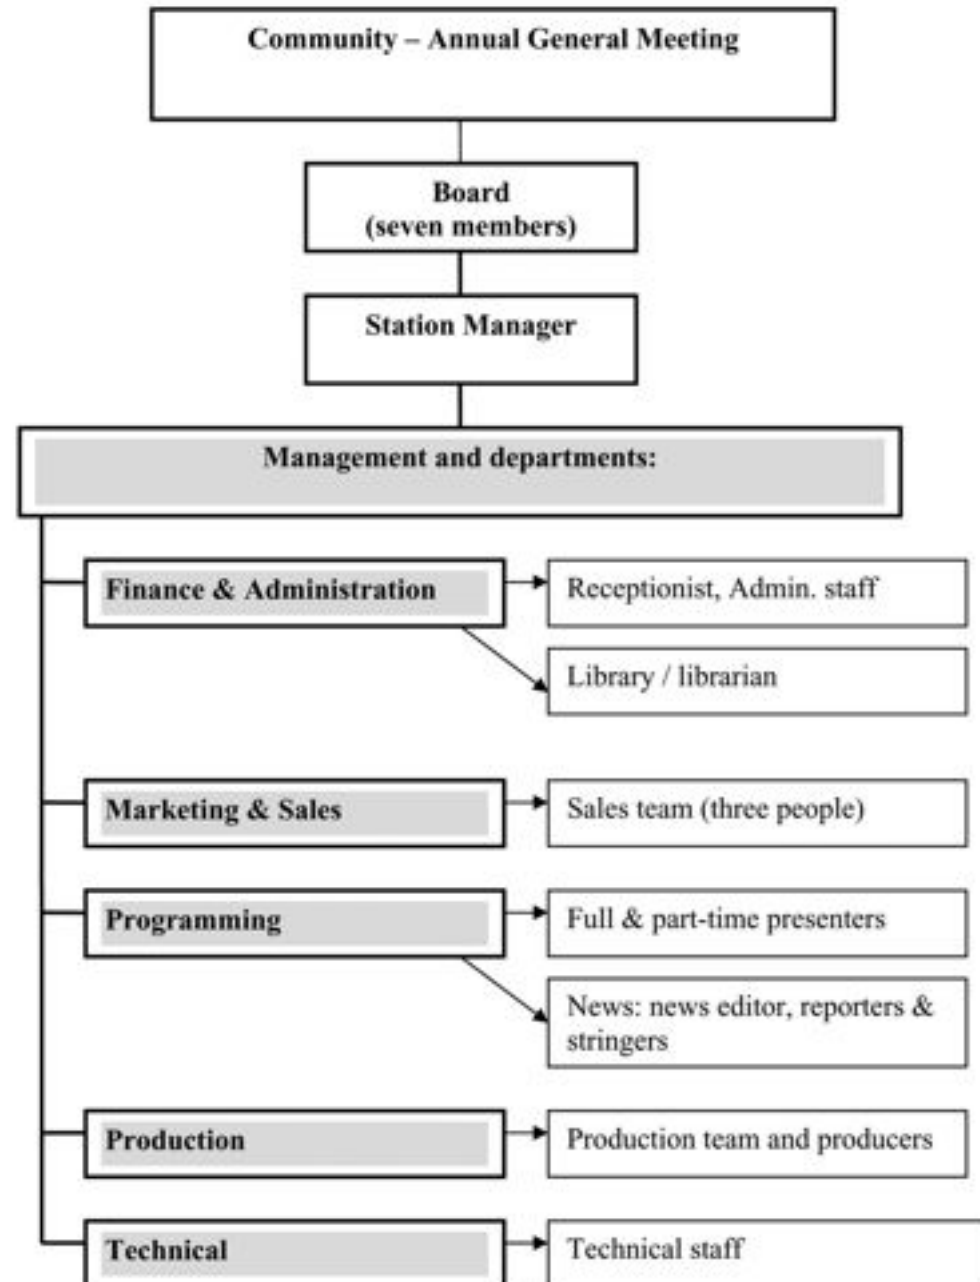 Community – Annual General Meeting
Board
(seven members)
Station Manager
Management and departments:
Finance & Administration
Receptionist, Admin. staff
Library / librarian
Marketing & Sales
Sales team (three people)
Programming
Full & part-time presenters
News: news editor, reporters &
stringers
Production
Production team and producers
Technical
Technical staff